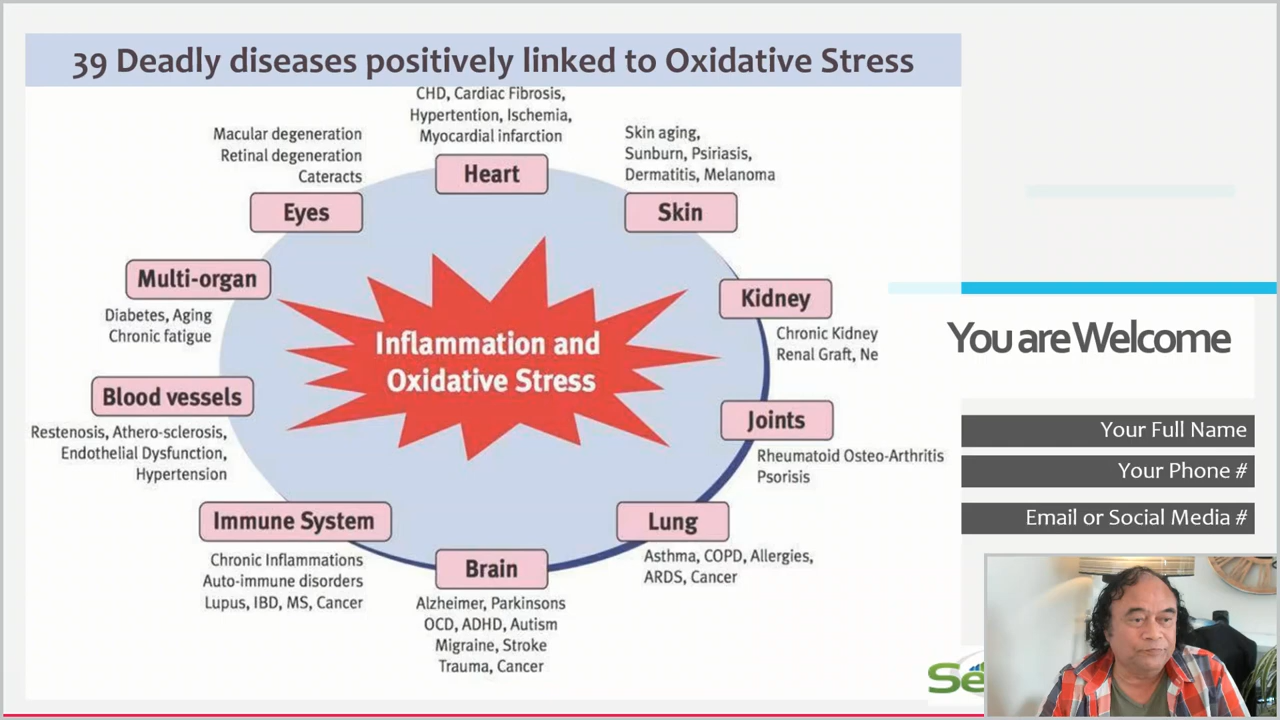 39 Deadly diseases positively linked to Oxidative Stress
CHD, Cardiac Fibrosis,
Hypertention, Ischemia,
Myocardial infarction
Heart
Macular degeneration
Retinal degeneration
Cateracts
Eyes
Skin aging,
Sunburn, Psiriasis,
Dermatitis, Melanoma
Skin
Multi-organ
Diabetes, Aging
Chronic fatigue
Kidney
Chronic Kidney
Renal Graft, Ne
Inflammation and
Oxidative Stress
Blood vessels
Restenosis, Athero-sclerosis,
Endothelial Dysfunction,
Hypertension
Joints
Rheumatoid Osteo-Arthritis
Psorisis
Immune System
Chronic Inflammations
Auto-immune disorders
Lupus, IBD, MS, Cancer
Brain
Alzheimer, Parkinsons
OCD, ADHD, Autism
Migraine, Stroke
Trauma, Cancer
Lung
Asthma, COPD, Allergies,
ARDS, Cancer
You are Welcome
Your Full Name
Your Phone #
Email or Social Media #
Se